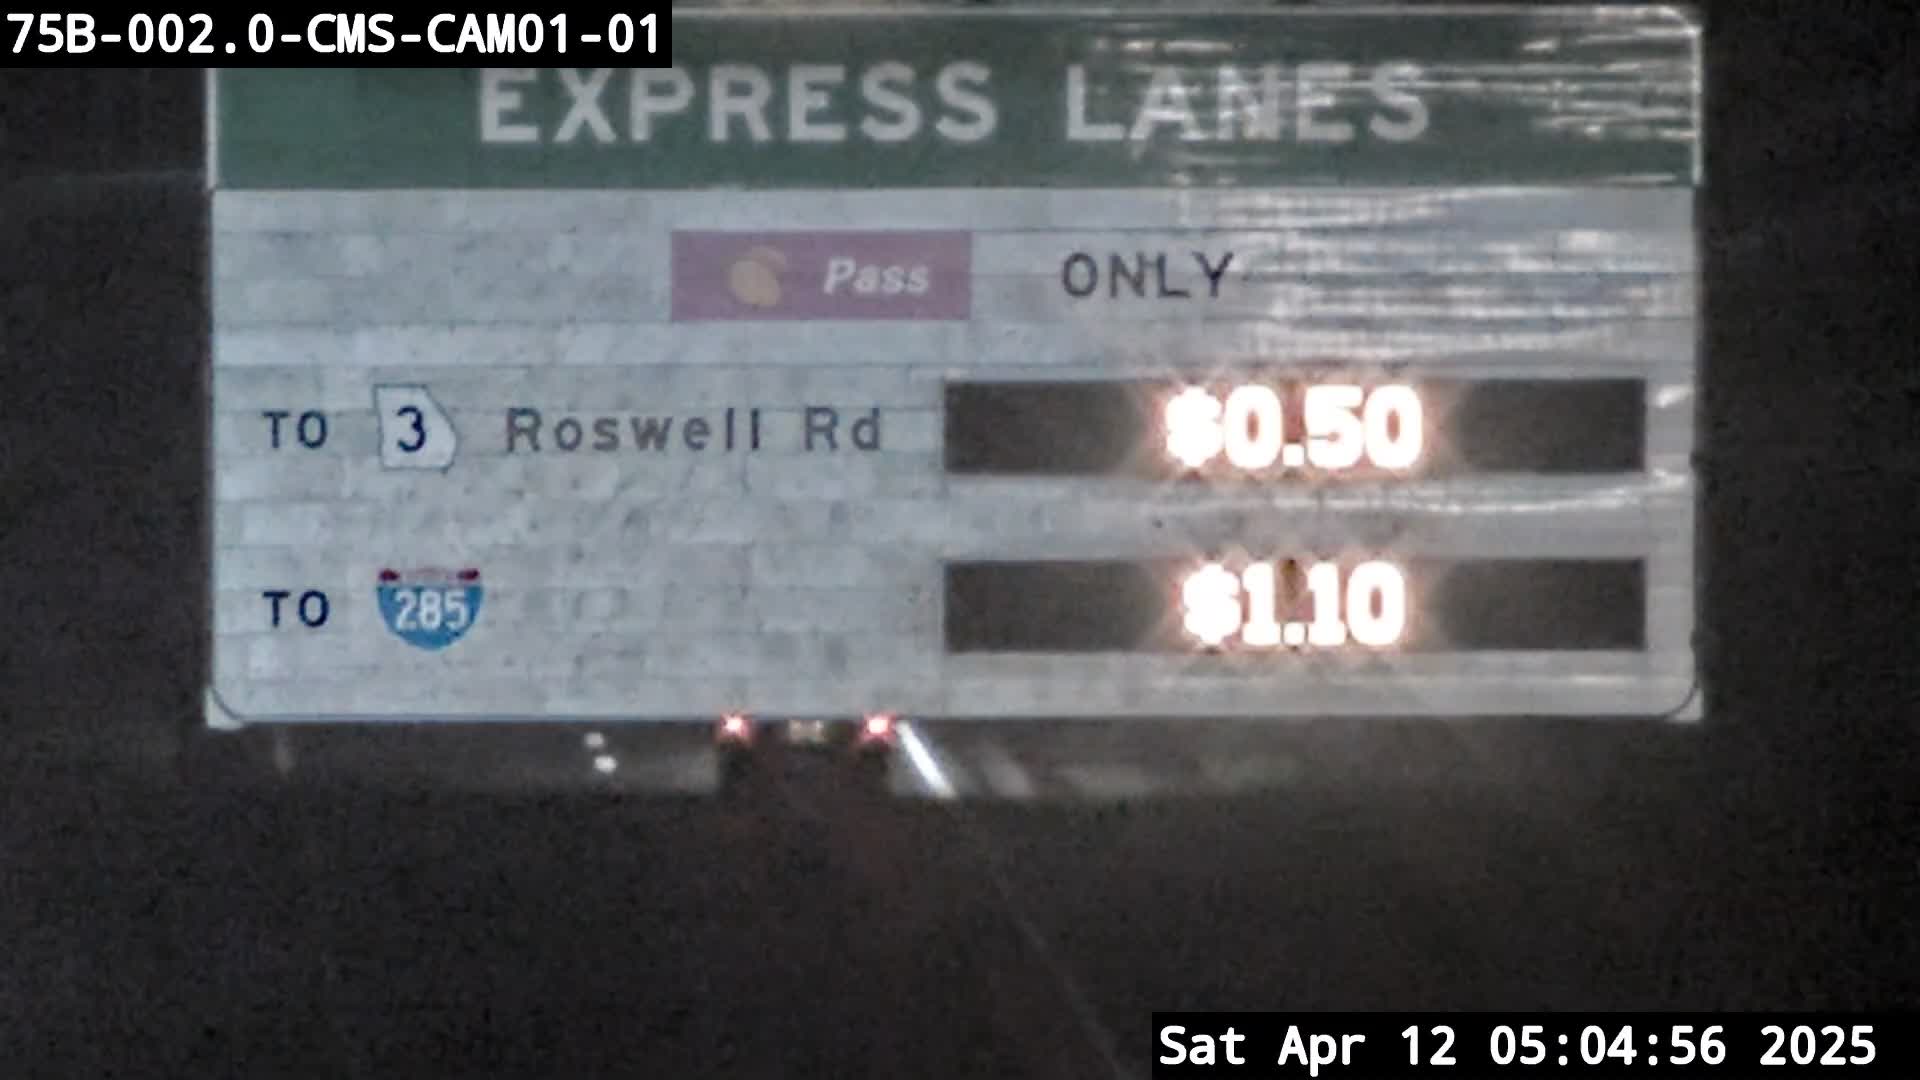 75B-002.0-CMS-CAM01-01
EXPRESS LANES
Pass ONLY
TO 3 Roswell Rd $0.50
TO 285 $1.10
Sat Apr 12 05:04:56 2025